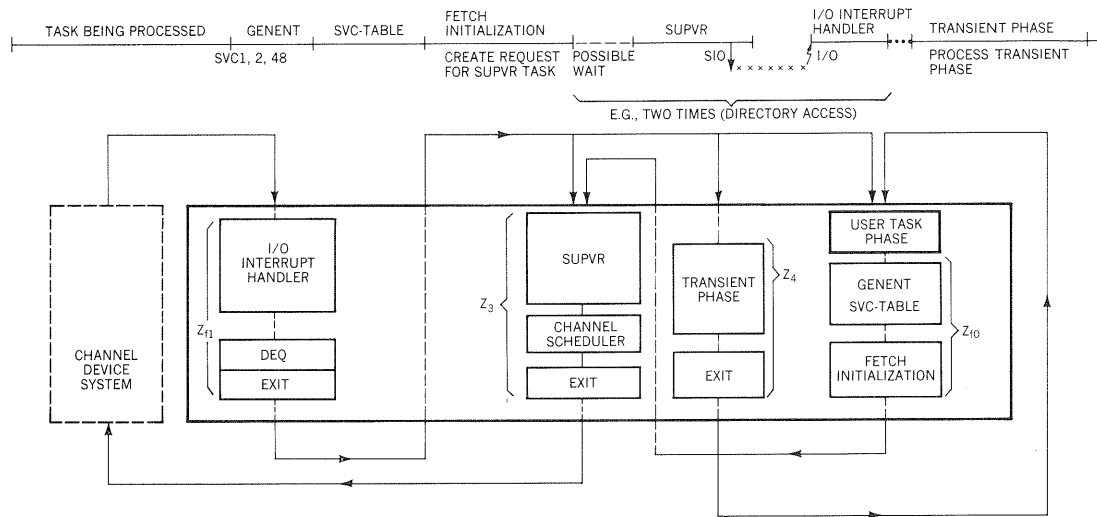 TASK BEING PROCESSED
GENENT
SVC-TABLE
FETCH
INITIALIZATION
SUPVR
I/O INTERRUPT
HANDLER
TRANSIENT PHASE
SVC1, 2, 48
CREATE REQUEST
FOR SUPVR TASK
POSSIBLE
WAIT
SIO
× × × × × ×
I/O
PROCESS TRANSIENT
PHASE
E.G., TWO TIMES (DIRECTORY ACCESS)
CHANNEL
DEVICE
SYSTEM
Zf1
I/O
INTERRUPT
HANDLER
DEQ
EXIT
Z3
SUPVR
CHANNEL
SCHEDULER
EXIT
TRANSIENT
PHASE
EXIT
Z4
USER TASK
PHASE
GENENT
SVC-TABLE
FETCH
INITIALIZATION
Zf0